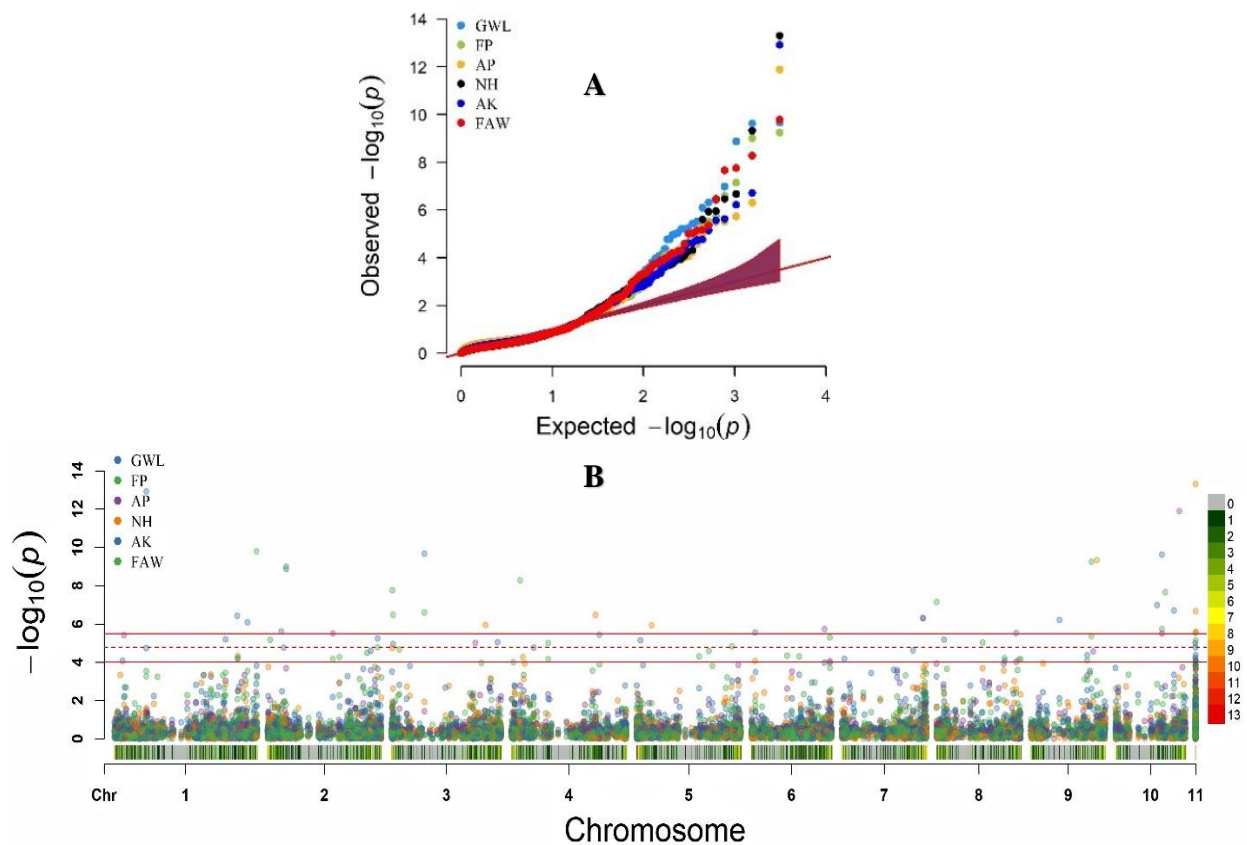 14
12
10
8
6
4
2
0
Observed −log10(p)
GWL
FP
AP
NH
AK
FAW
A
0 1 2 3 4
Expected −log10(p)
B
14
12
10
8
6
4
2
0
−log10(p)
GWL
FP
AP
NH
AK
FAW
0
1
2
3
4
5
6
7
8
9
10
11
12
13
Chr 1 2 3 4 5 6 7 8 9 10 11
Chromosome